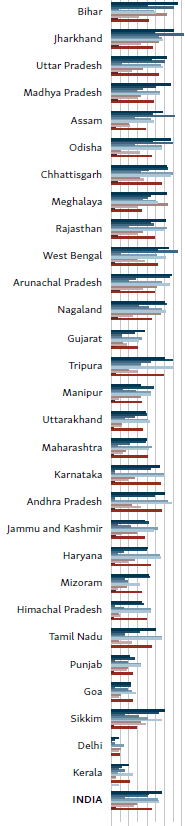 Bihar
Jharkhand
Uttar Pradesh
Madhya Pradesh
Assam
Odisha
Chhattisgarh
Meghalaya
Rajasthan
West Bengal
Arunachal Pradesh
Nagaland
Gujarat
Tripura
Manipur
Uttarakhand
Maharashtra
Karnataka
Andhra Pradesh
Jammu and Kashmir
Haryana
Mizoram
Himachal Pradesh
Tamil Nadu
Punjab
Goa
Sikkim
Delhi
Kerala
INDIA